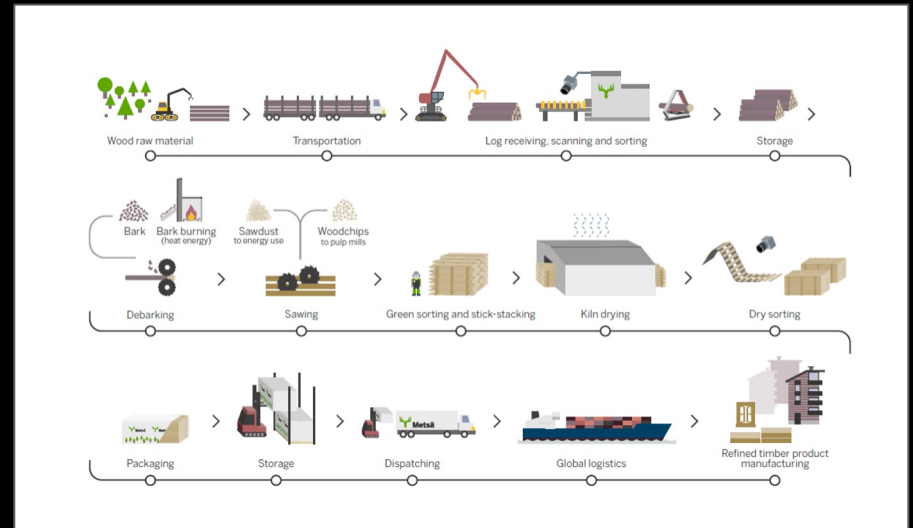 Wood raw material
Transportation
Log receiving, scanning and sorting
Storage
Bark
Bark burning
(heat energy)
Sawdust
to energy use
Woodchips
to pulp mills
Debarking
Sawing
Green sorting and stick-stacking
Kiln drying
Dry sorting
Metsä
Packaging
Storage
Dispatching
Global logistics
Refined timber product
manufacturing